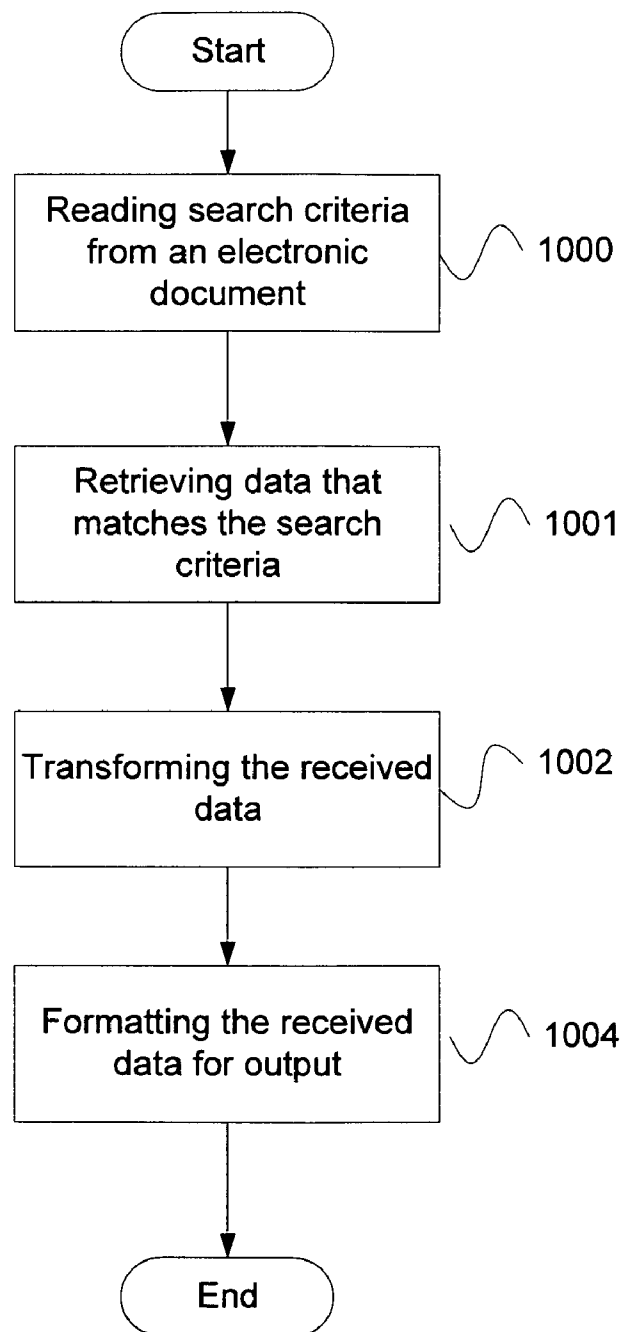 Start
Reading search criteria
from an electronic
document
1000
Retrieving data that
matches the search
criteria
1001
Transforming the received
data
1002
Formatting the received
data for output
1004
End